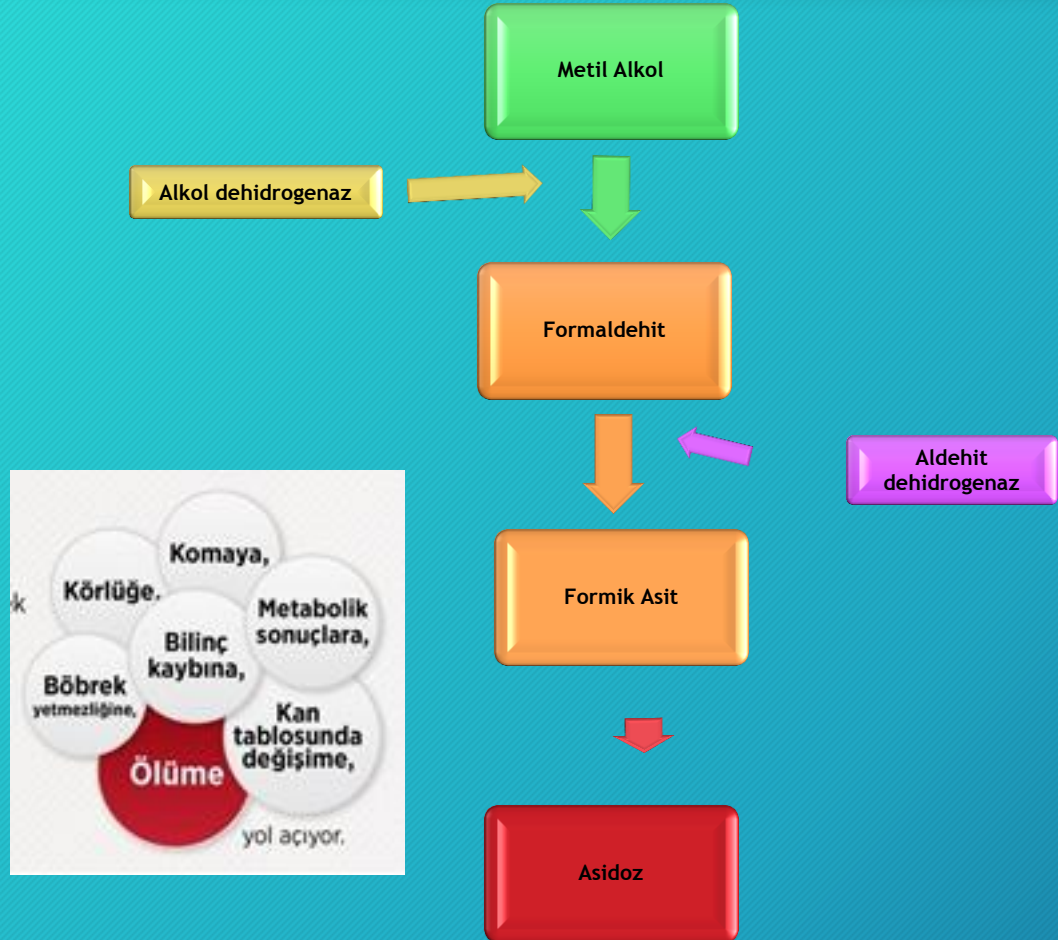 Metil Alkol
Alkol dehidrogenaz
Formaldehit
Aldehit
dehidrogenaz
Formik Asit
Asidoz
Komaya,
Körlüğe.
Metabolik
sonuçlara,
Bilinç
kaybına,
Böbrek
yetmezliğine,
Kan
tablosunda
değişime,
Ölüme
yol açıyor.